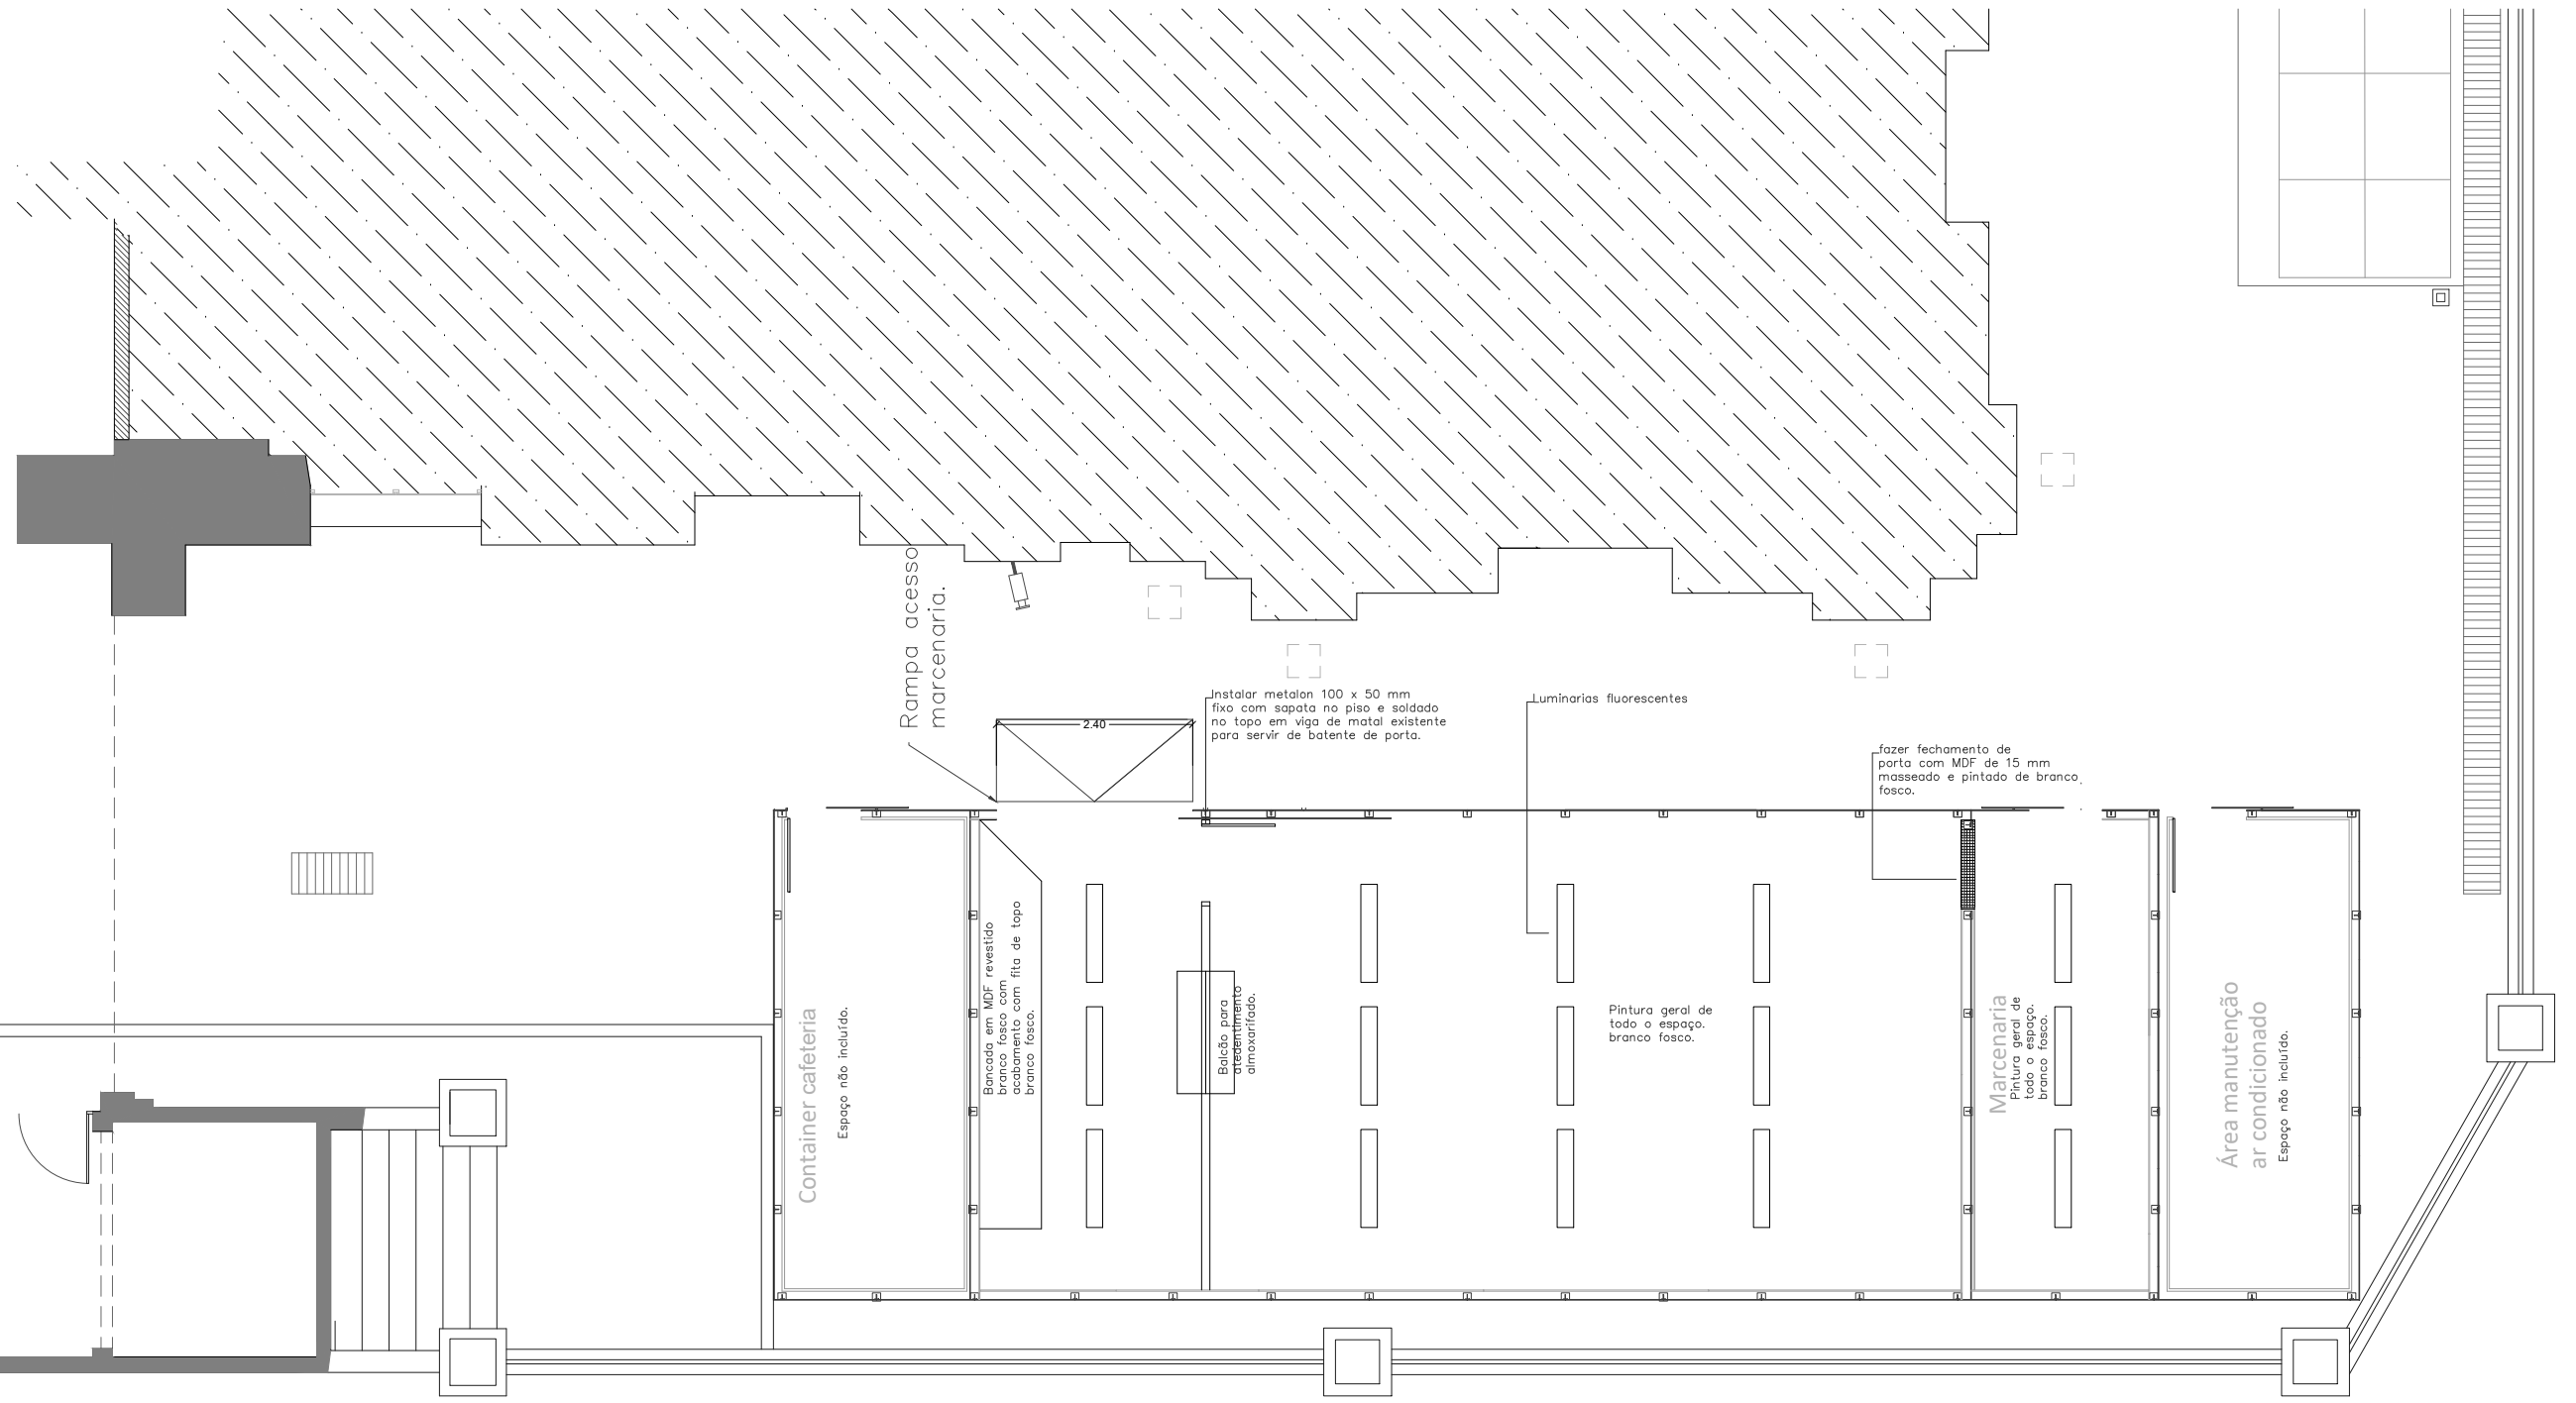 Rampa acesso
marcenaria.
2.40
Instalar metalon 100 x 50 mm
fixo com sapata no piso e soldado
no topo em viga de matal existente
para servir de batente de porta.
Luminarias fluorescentes
fazer fechamento de
porta com MDF de 15 mm
masseado e pintado de branco
fosco.
Container cafeteria
Espaço não incluído.
Bancada em MDF revestido
branco fosco com
acabamento com fita de topo
branco fosco.
Balcão para
atedentimento
almoxarifado.
Pintura geral de
todo o espaço.
branco fosco.
Marcenaria
Pintura geral de
todo o espaço.
branco fosco.
Área manutenção
ar condicionado
Espaço não incluído.